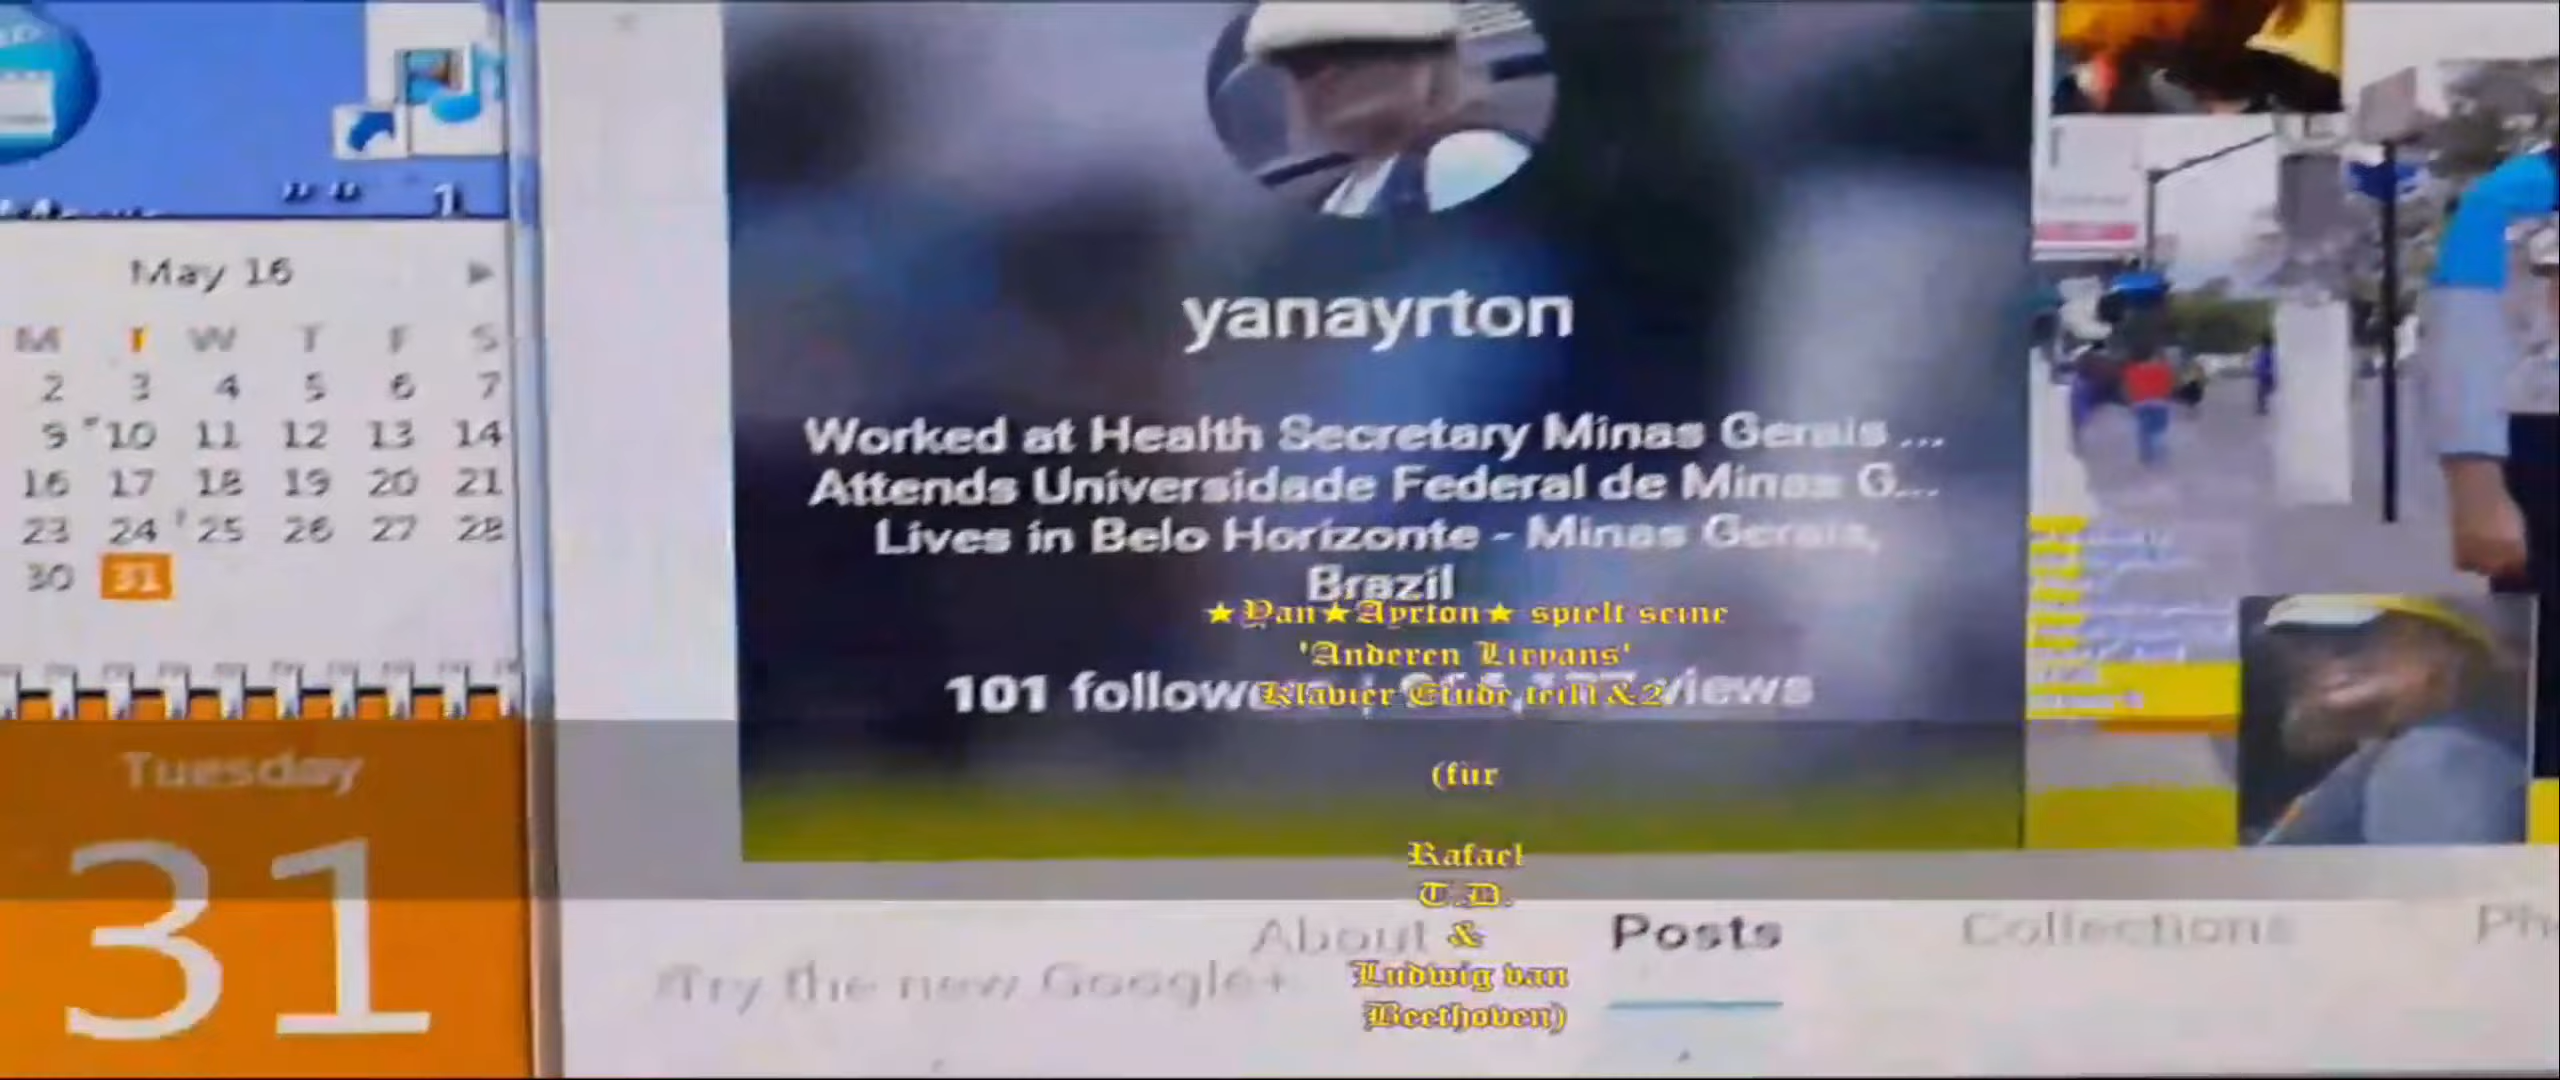 May 16
M T W T F S
2 3 4 5 6 7
9 10 11 12 13 14
16 17 18 19 20 21
23 24 25 26 27 28
30 31
Tuesday
31
yanayrton
Worked at Health Secretary Minas Gerais ...
Attends Universidade Federal de Minas G...
Lives in Belo Horizonte - Minas Gerais,
Brazil
★Yan★Ayrton★ spielt seine
'Anderen Liryans'
101 views
Klavier Etude,teil1&2
(für
Rafael
T.D.
&
Ludwig van
Beethoven)
About Posts Collections
Try the new Google+